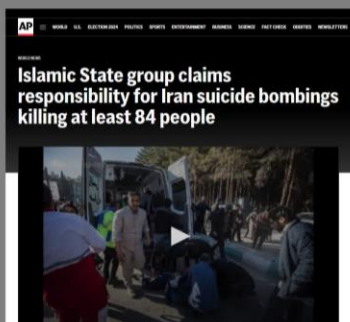 AP
WORLD U.S. ELECTION 2024 POLITICS SPORTS ENTERTAINMENT BUSINESS SCIENCE FACT CHECK ODDITIES NEWSLETTERS
WORLD NEWS
Islamic State group claims
responsibility for Iran suicide bombings
killing at least 84 people